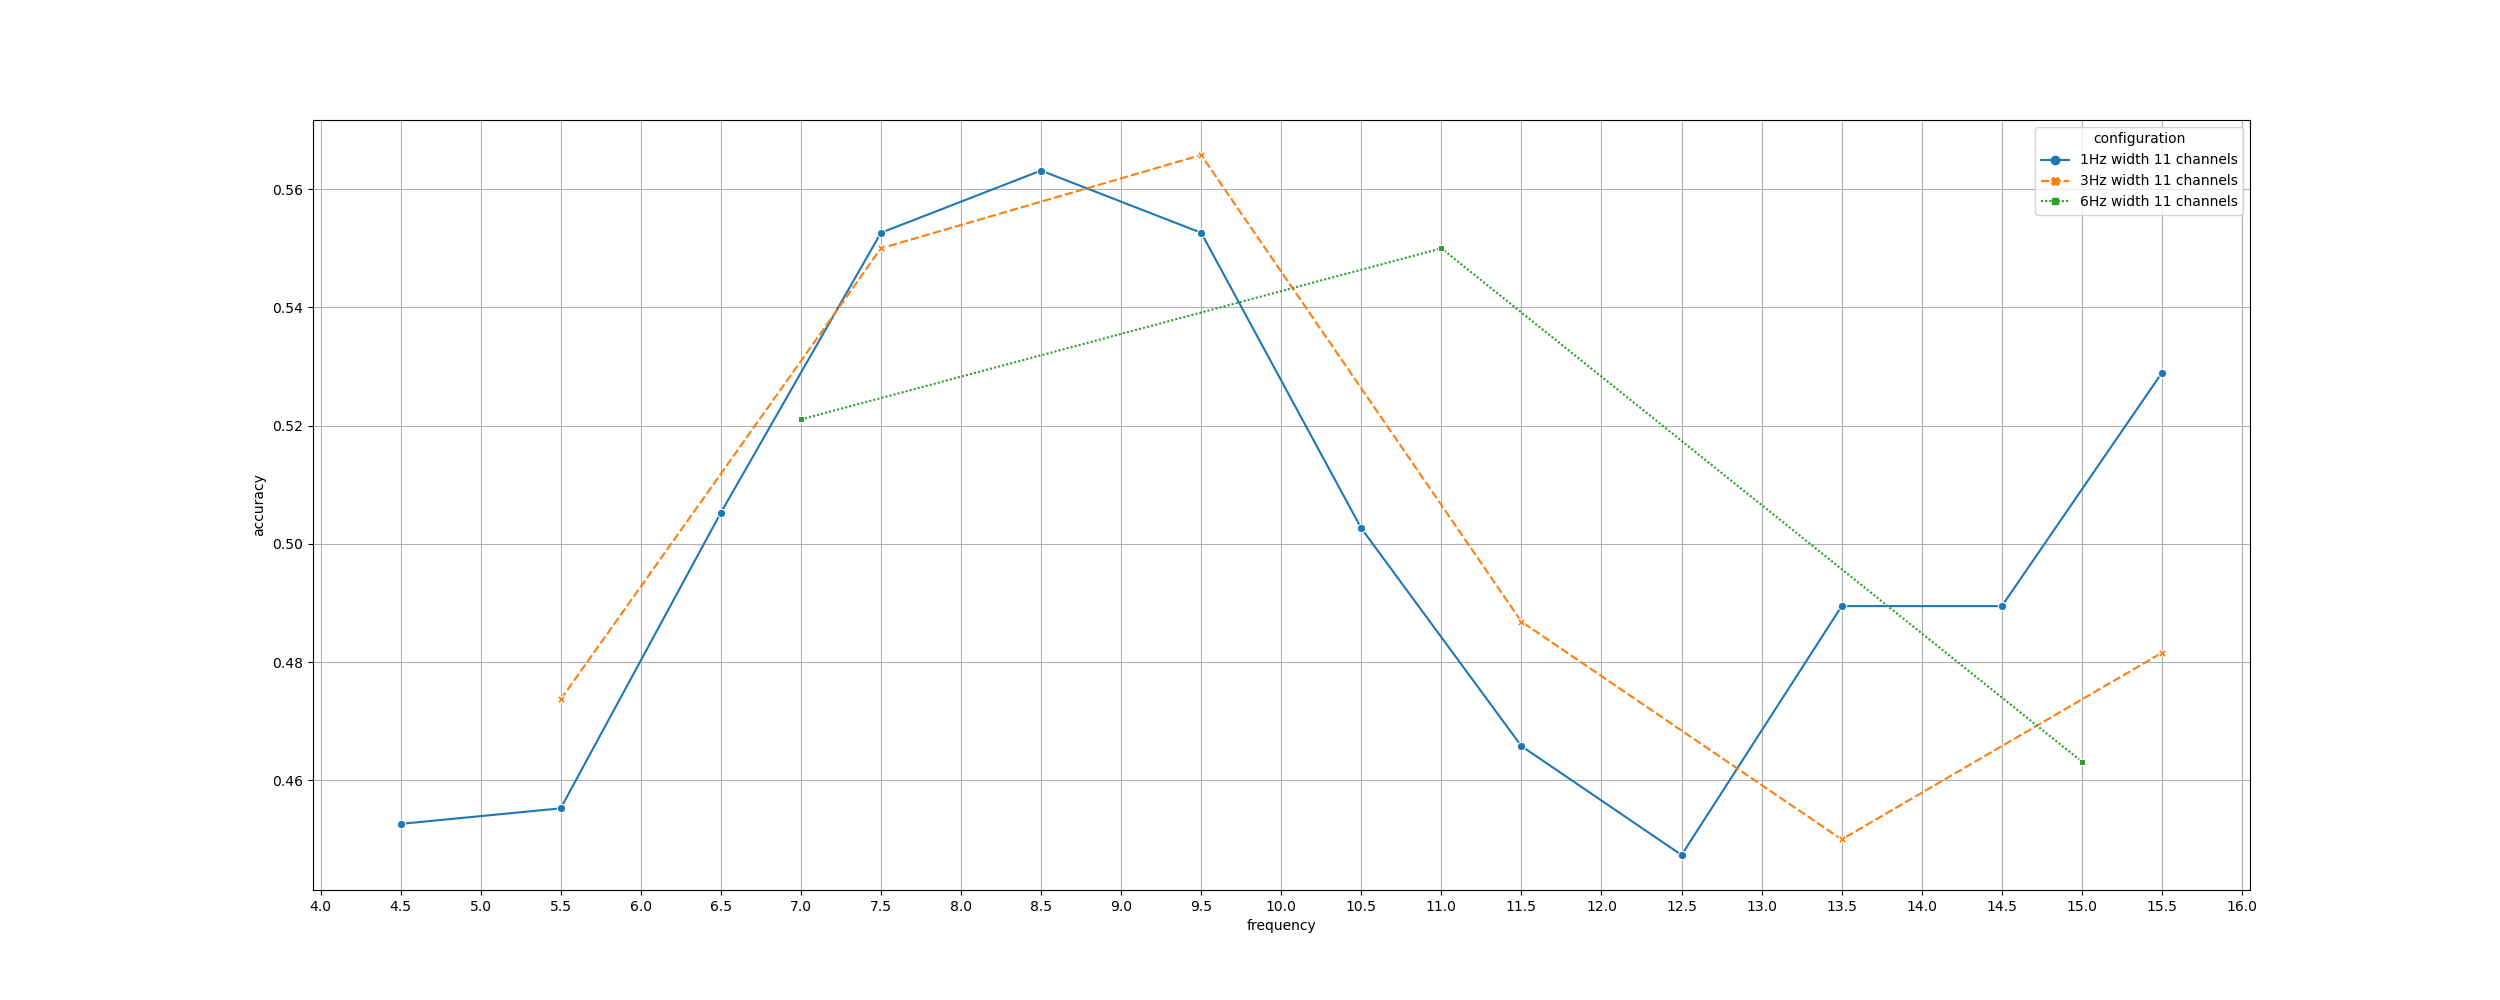 configuration
1Hz width 11 channels
3Hz width 11 channels
6Hz width 11 channels
0.56
0.54
0.52
0.50
0.48
0.46
accuracy
4.0 4.5 5.0 5.5 6.0 6.5 7.0 7.5 8.0 8.5 9.0 9.5 10.0 10.5 11.0 11.5 12.0 12.5 13.0 13.5 14.0 14.5 15.0 15.5 16.0
frequency